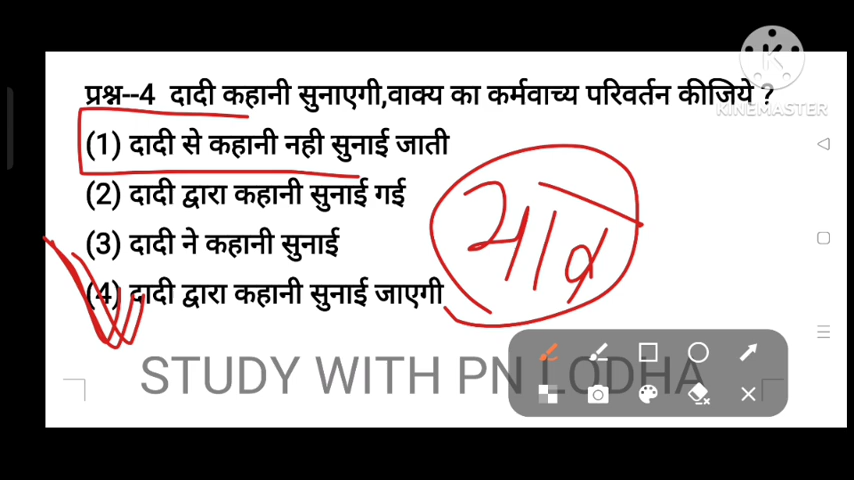 KINEMASTER
प्रश्न--4 दादी कहानी सुनाएगी,वाक्य का कर्मवाच्य परिवर्तन कीजिये ?
(1) दादी से कहानी नही सुनाई जाती
(2) दादी द्वारा कहानी सुनाई गई
(3) दादी ने कहानी सुनाई
(4) दादी द्वारा कहानी सुनाई जाएगी
भाव
STUDY WITH PN LODHA